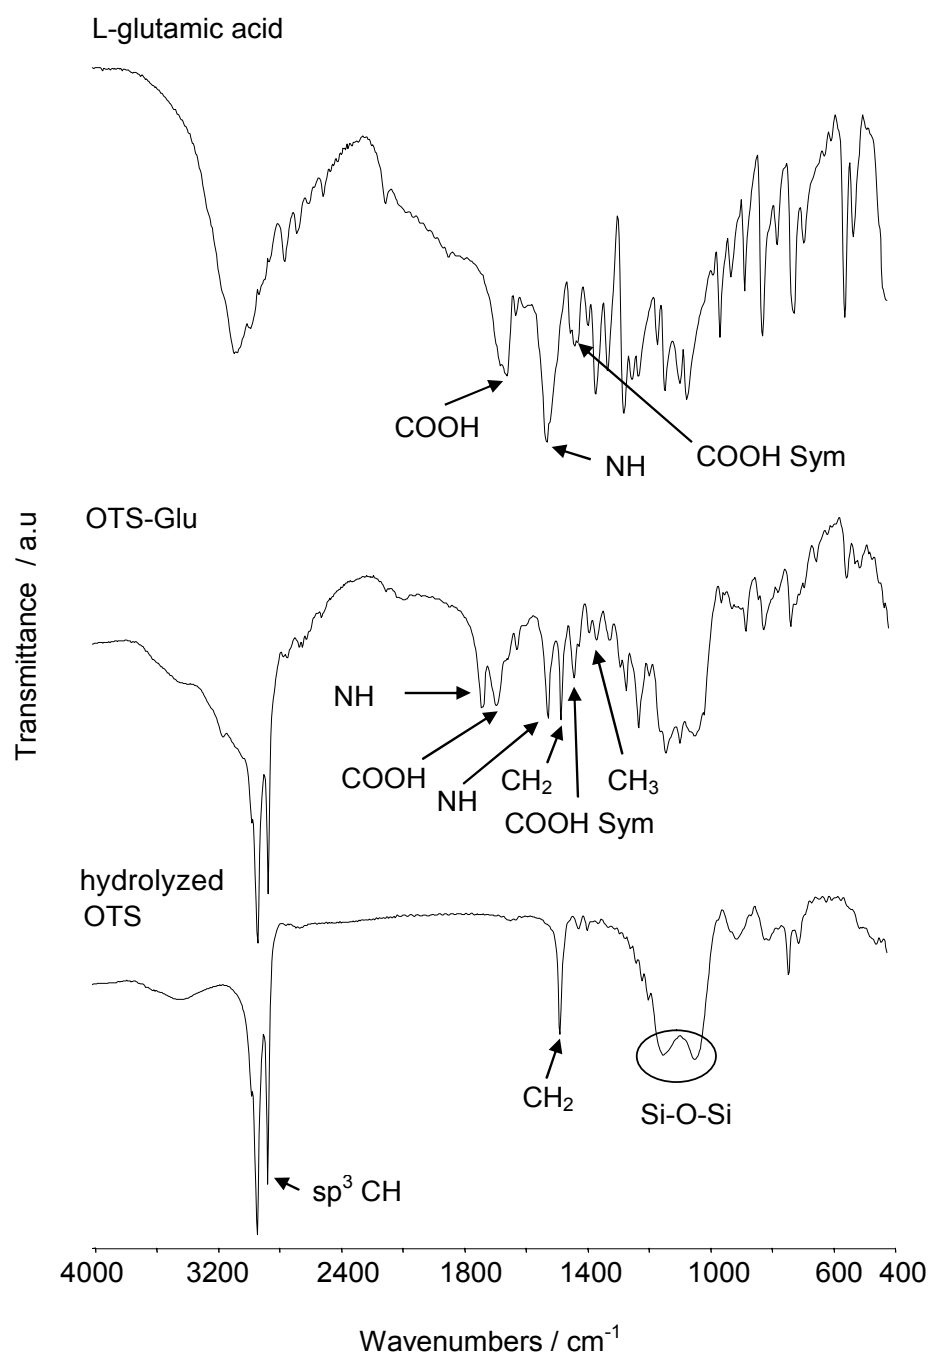 L-glutamic acid
COOH
NH
COOH Sym
OTS-Glu
Transmittance / a.u
NH
COOH
NH
CH₂
COOH Sym
CH₃
hydrolyzed
OTS
CH₂
Si-O-Si
sp³ CH
4000 3200 2400 1800 1400 1000 600 400
Wavenumbers / cm⁻¹